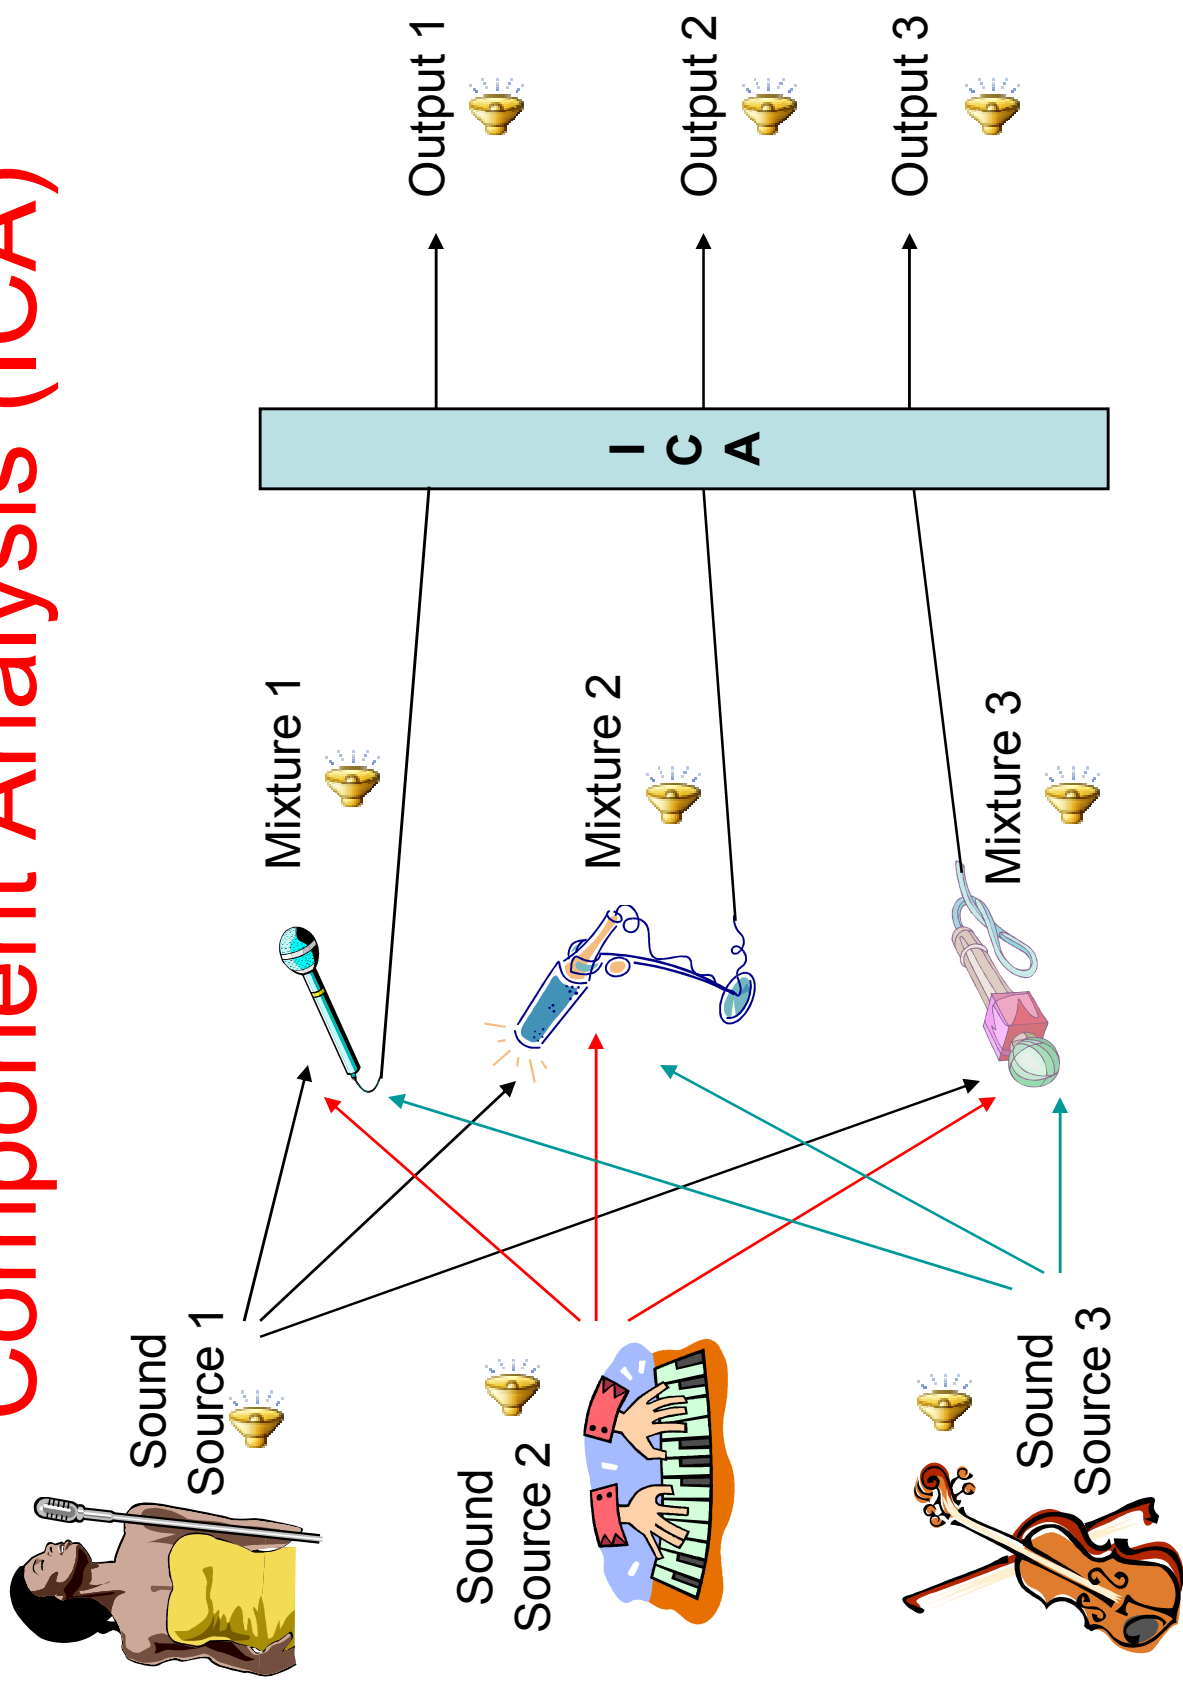 Component Analysis (ICA)
Sound
Source 1
Sound
Source 2
Sound
Source 3
Mixture 1
Mixture 2
Mixture 3
I
C
A
Output 1
Output 2
Output 3